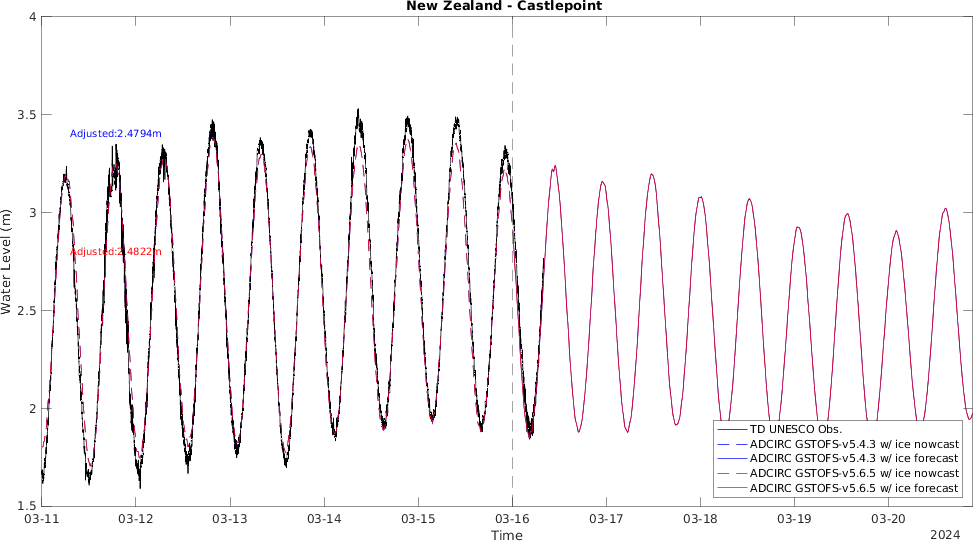 New Zealand - Castlepoint
4
3.5
3
2.5
2
1.5
Water Level (m)
Adjusted:2.4794m
Adjusted:2.4822m
TD UNESCO Obs.
ADCIRC GSTOFS-v5.4.3 w/ ice nowcast
ADCIRC GSTOFS-v5.4.3 w/ ice forecast
ADCIRC GSTOFS-v5.6.5 w/ ice nowcast
ADCIRC GSTOFS-v5.6.5 w/ ice forecast
03-11 03-12 03-13 03-14 03-15 03-16 03-17 03-18 03-19 03-20
Time
2024